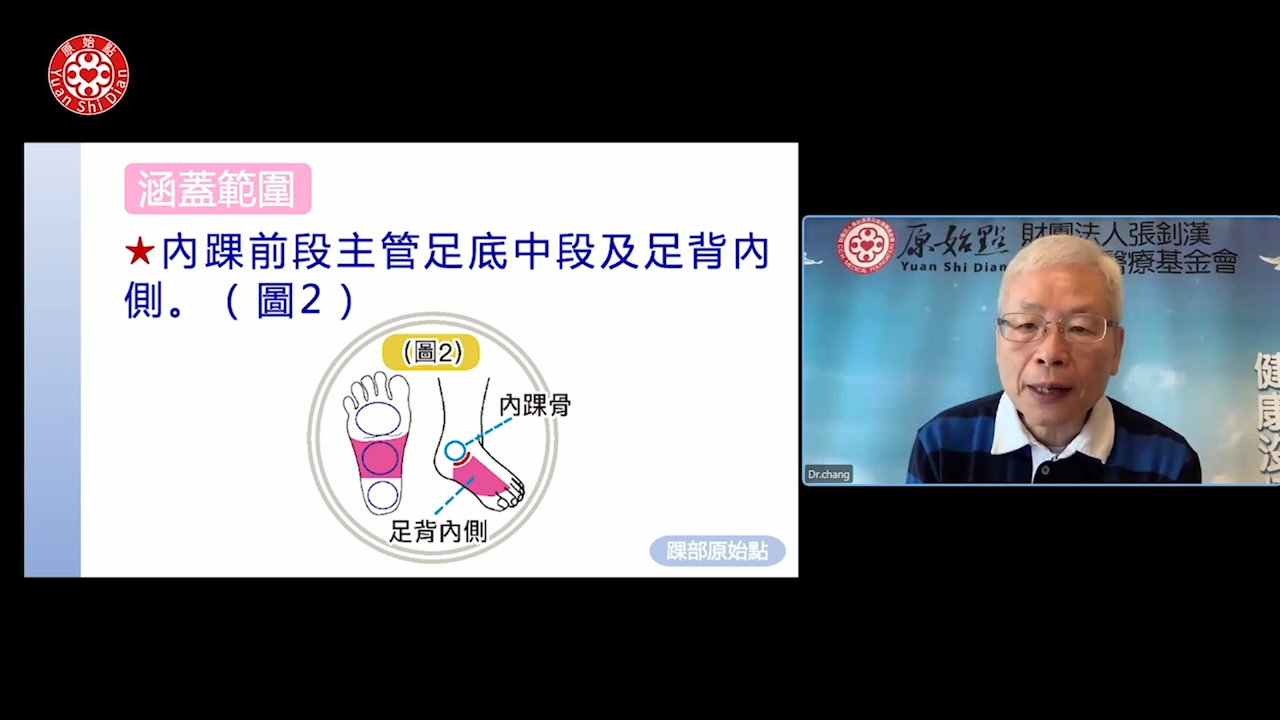 原始點
Yuan Shi Dian
涵蓋範圍
★內踝前段主管足底中段及足背內
側。（圖2）
(圖2)
內踝骨
足背內側
踝部原始點
原始點
Yuan Shi Dian
財團法人張釗漢
醫療基金會
健康沒
Dr.chang